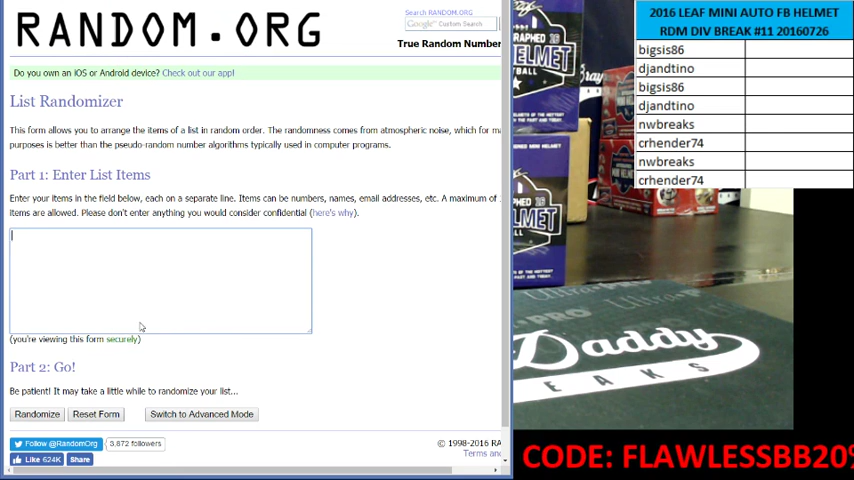 RANDOM.ORG
Search RANDOM.ORG
Google™ Custom Search
True Random Number
Do you own an iOS or Android device? Check out our app!
List Randomizer
This form allows you to arrange the items of a list in random order. The randomness comes from atmospheric noise, which for
purposes is better than the pseudo-random number algorithms typically used in computer programs.
Part 1: Enter List Items
Enter your items in the field below, each on a separate line. Items can be numbers, names, email addresses, etc. A maximum of
items are allowed. Please don't enter anything you would consider confidential (here's why).
(you're viewing this form securely)
Part 2: Go!
Be patient! It may take a little while to randomize your list...
Randomize
Reset Form
Switch to Advanced Mode
Follow @RandomOrg
3,872 followers
Like 624K
Share
© 1998-2016 RA
Terms
2016 LEAF MINI AUTO FB HELMET
RDM DIV BREAK #11 20160726
bigsis86
djandtino
bigsis86
djandtino
nwbreaks
crhender74
nwbreaks
crhender74
HELMET
Daddy
EAKS
CODE: FLAWLESSBB20%